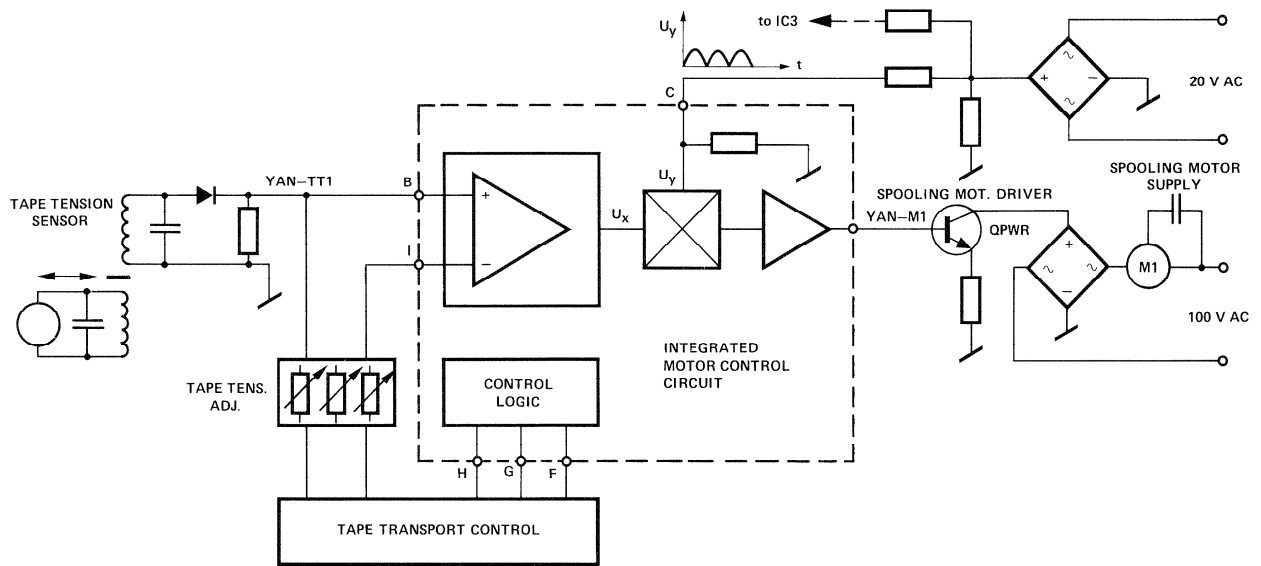 Uy
t
to IC3
+
~
-
~
20 V AC
C
SPOOLING MOTOR
SUPPLY
TAPE TENSION
SENSOR
YAN-TT1
B
+
Ux
Uy
YAN-M1
SPOOLING MOT. DRIVER
QPWR
I
-
+
~
~
-
M1
100 V AC
INTEGRATED
MOTOR CONTROL
CIRCUIT
TAPE TENS.
ADJ.
CONTROL
LOGIC
H
G
F
TAPE TRANSPORT CONTROL